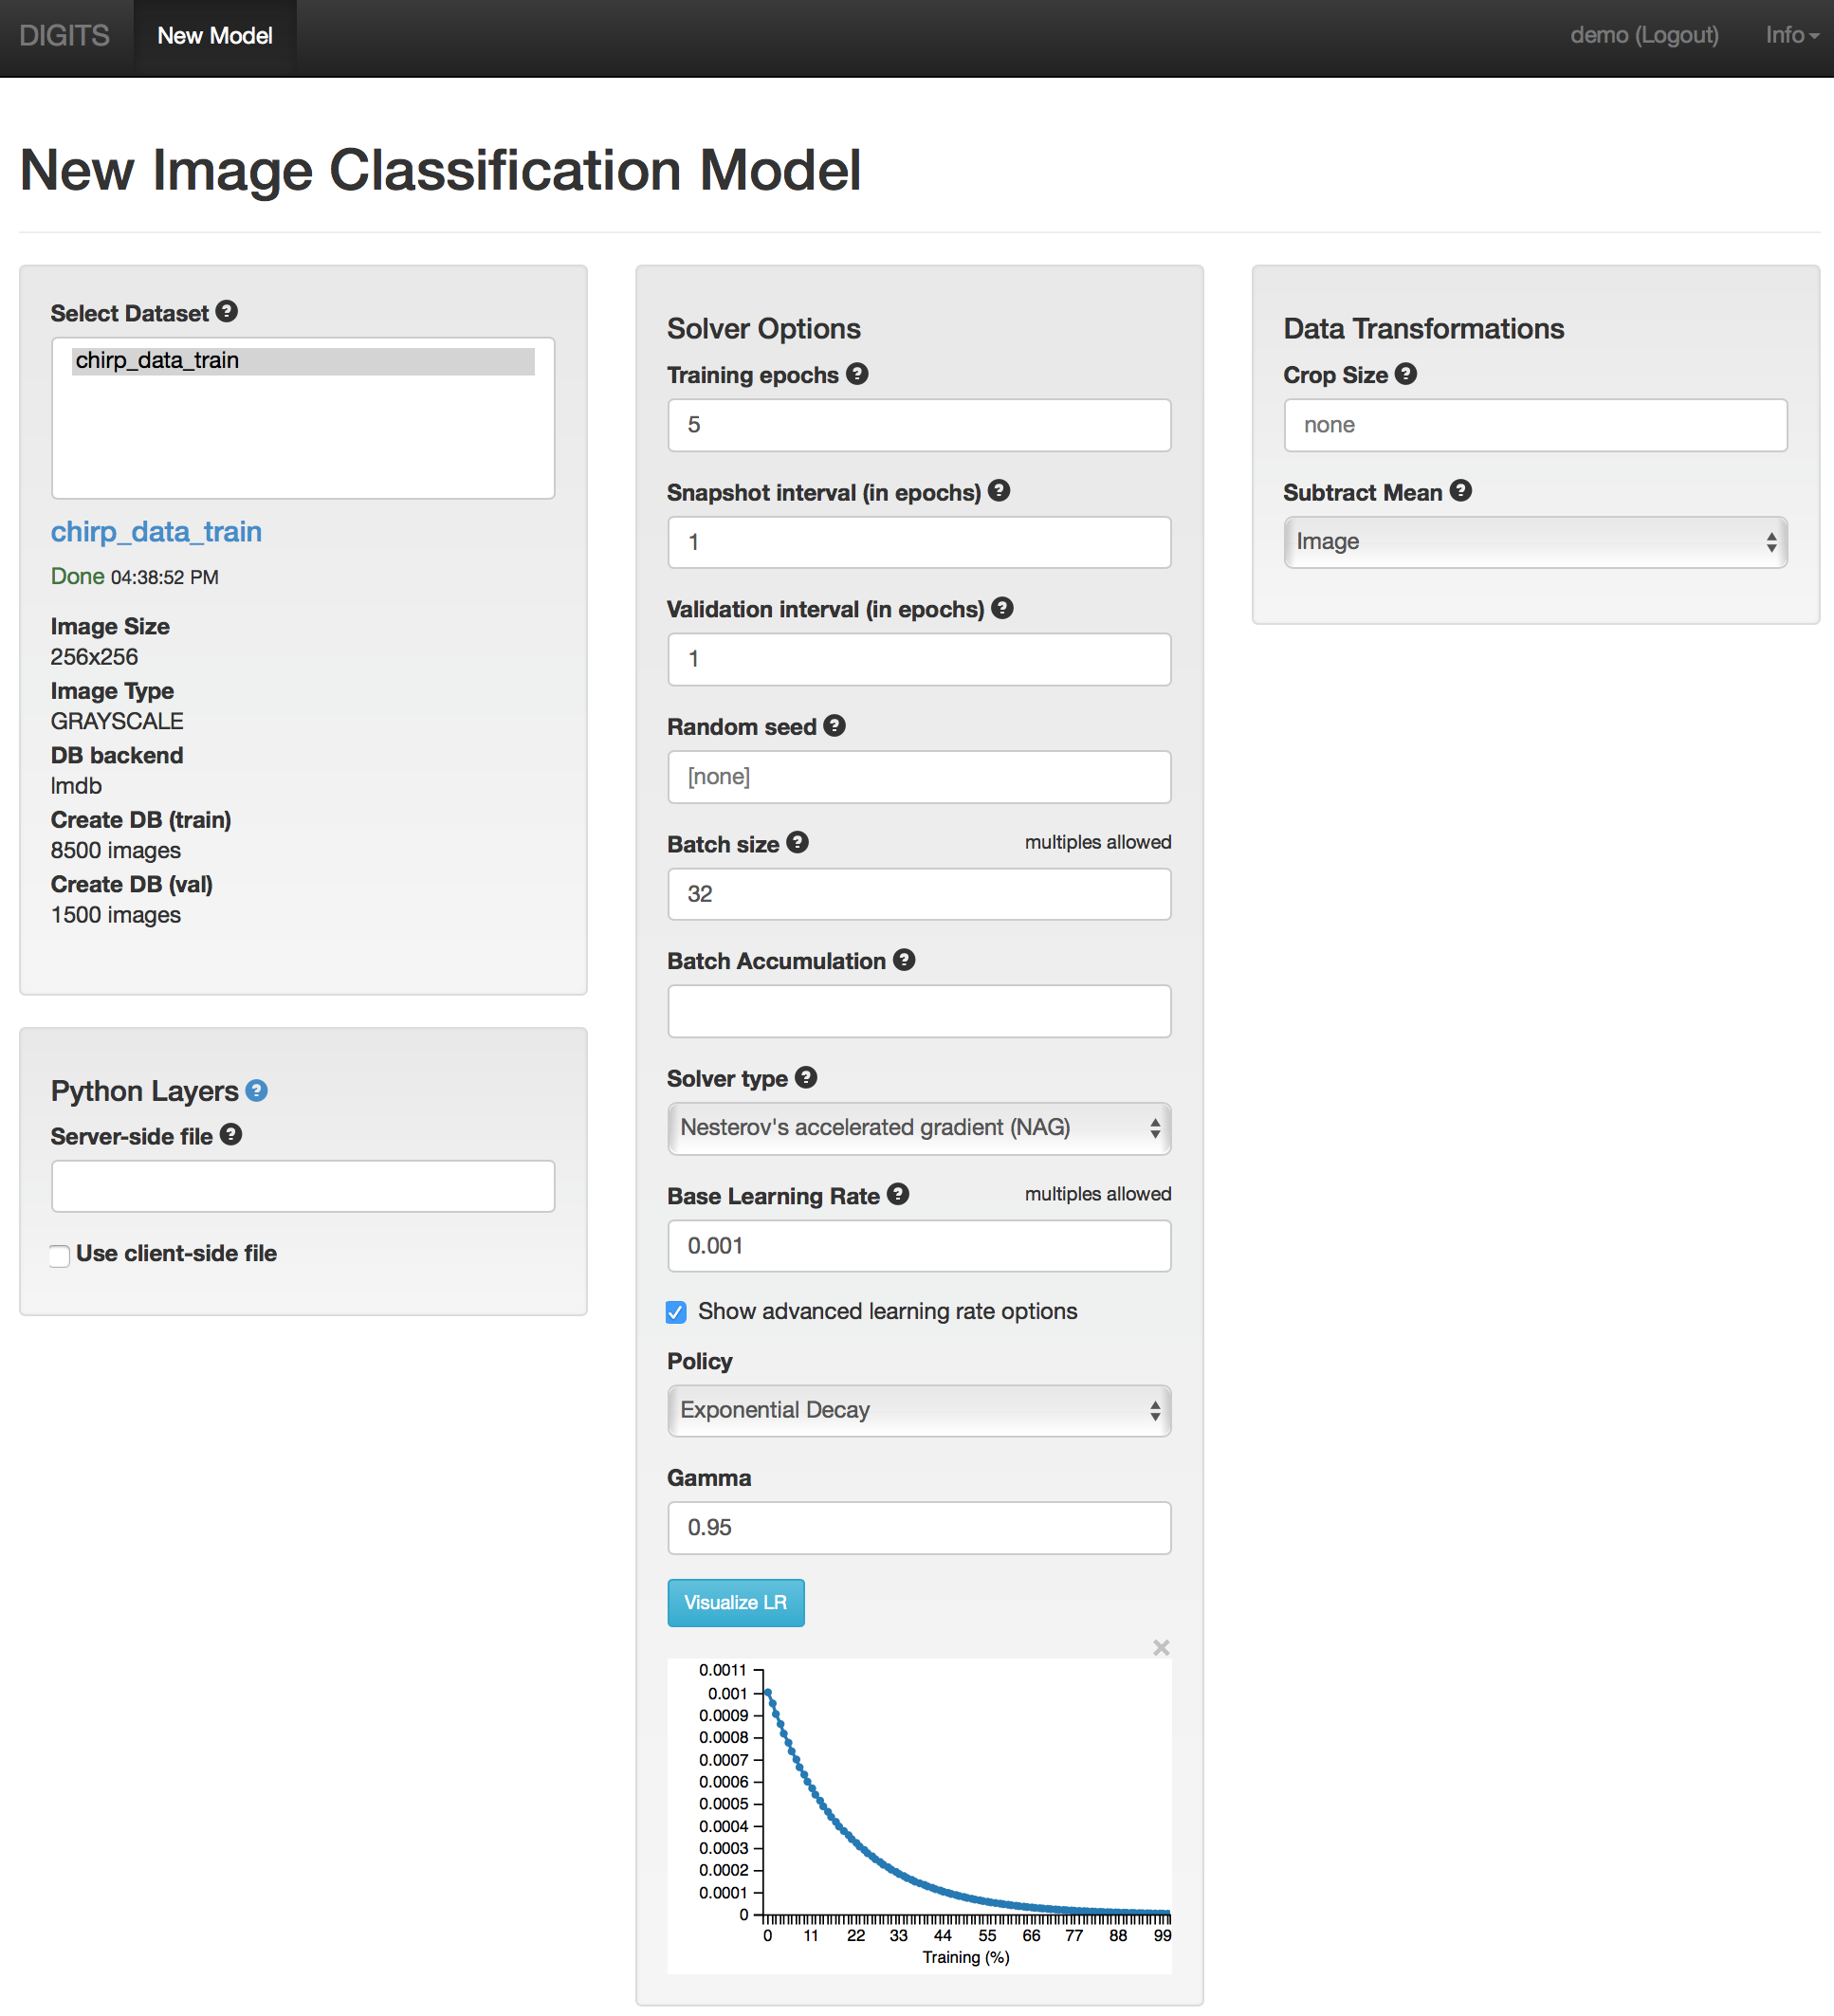 DIGITS New Model demo (Logout) Info
New Image Classification Model
Select Dataset ?
chirp_data_train
chirp_data_train
Done 04:38:52 PM
Image Size
256x256
Image Type
GRAYSCALE
DB backend
lmdb
Create DB (train)
8500 images
Create DB (val)
1500 images
Python Layers ?
Server-side file ?
Use client-side file
Solver Options
Training epochs ?
5
Snapshot interval (in epochs) ?
1
Validation interval (in epochs) ?
1
Random seed ?
[none]
Batch size ? multiples allowed
32
Batch Accumulation ?
Solver type ?
Nesterov's accelerated gradient (NAG)
Base Learning Rate ? multiples allowed
0.001
Show advanced learning rate options
Policy
Exponential Decay
Gamma
0.95
Visualize LR
×
0.0011
0.001
0.0009
0.0008
0.0007
0.0006
0.0005
0.0004
0.0003
0.0002
0.0001
0
0 11 22 33 44 55 66 77 88 99
Training (%)
Data Transformations
Crop Size ?
none
Subtract Mean ?
Image